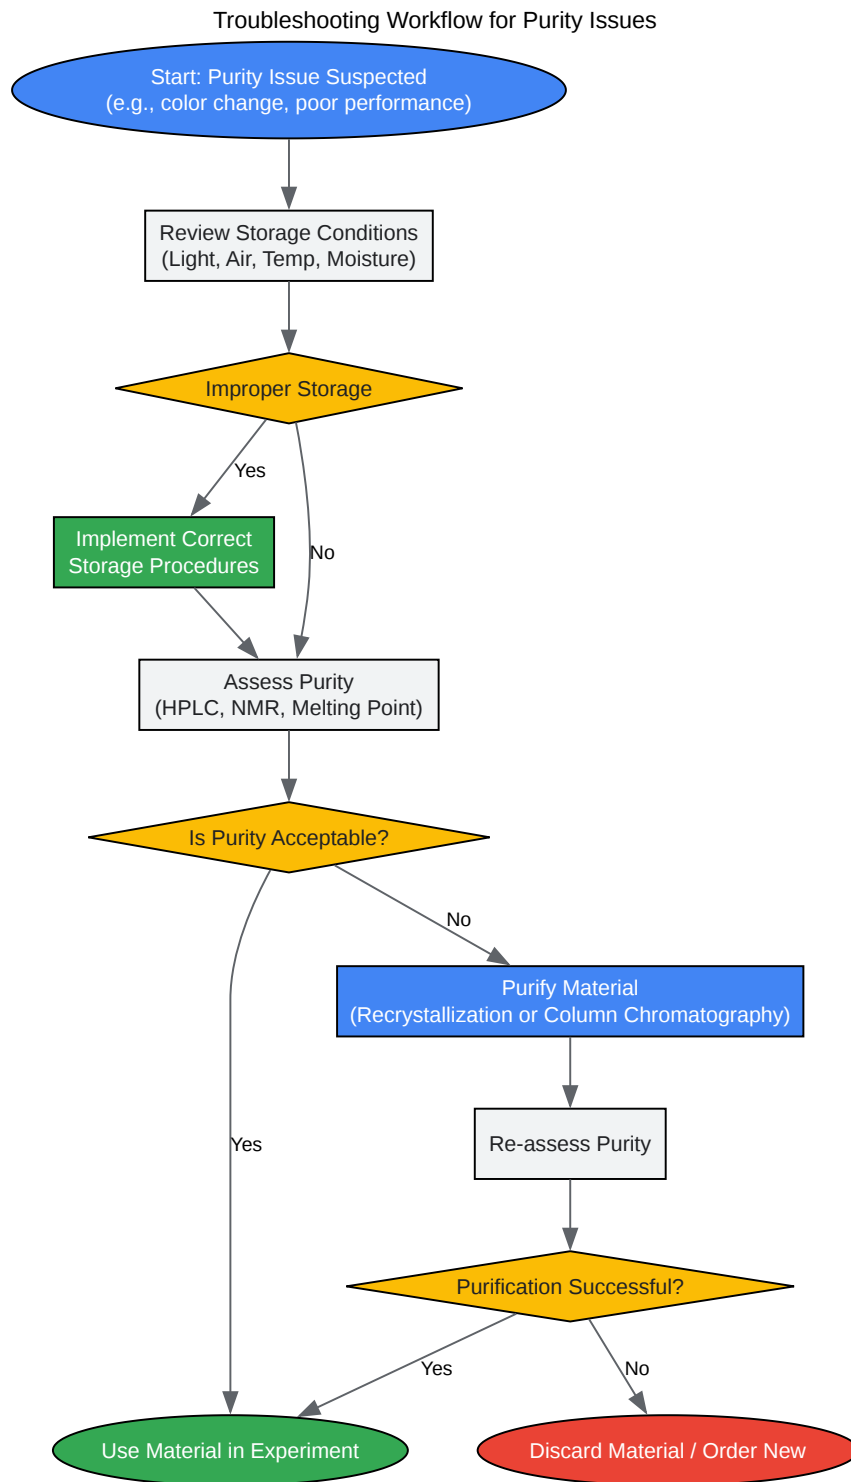 Troubleshooting Workflow for Purity Issues
Start: Purity Issue Suspected
(e.g., color change, poor performance)
Review Storage Conditions
(Light, Air, Temp, Moisture)
Improper Storage
Yes
Implement Correct
Storage Procedures
No
Assess Purity
(HPLC, NMR, Melting Point)
Is Purity Acceptable?
No
Purify Material
(Recrystallization or Column Chromatography)
Yes
Re-assess Purity
Purification Successful?
Yes
No
Use Material in Experiment
Discard Material / Order New